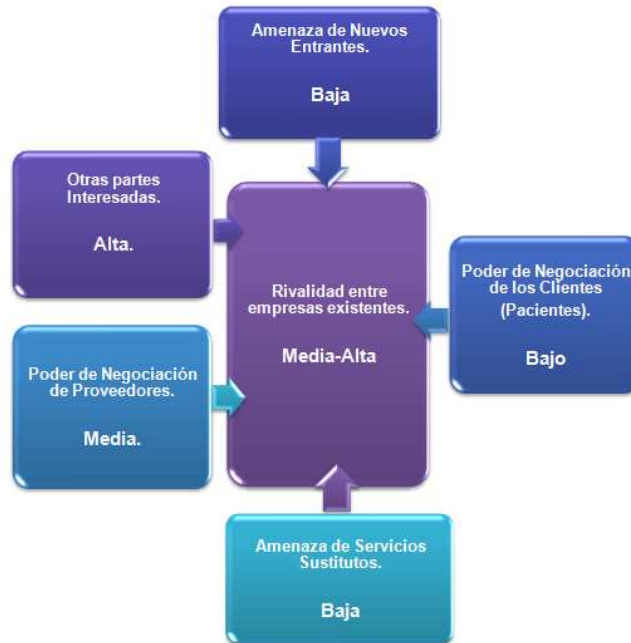 Amenaza de Nuevos
Entrantes.
Baja
Otras partes
Interesadas.
Alta.
Rivalidad entre
empresas existentes.
Media-Alta
Poder de Negociación
de los Clientes
(Pacientes).
Bajo
Poder de Negociación
de Proveedores.
Media.
Amenaza de Servicios
Sustitutos.
Baja